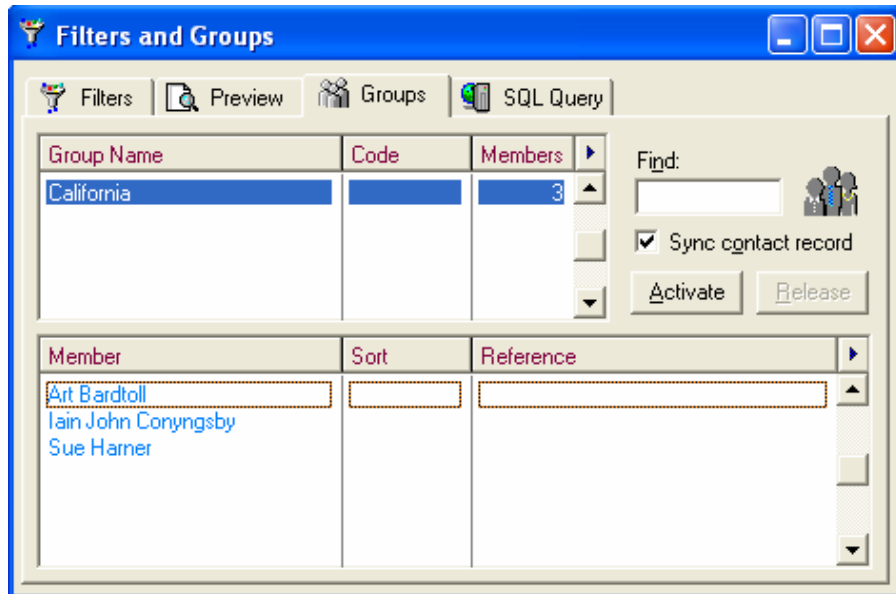 Filters and Groups
Filters Preview Groups SQL Query
Group Name Code Members
California 3
Find:
Sync contact record
Activate Release
Member Sort Reference
Art Bardtoll
Iain John Conyngsby
Sue Harner